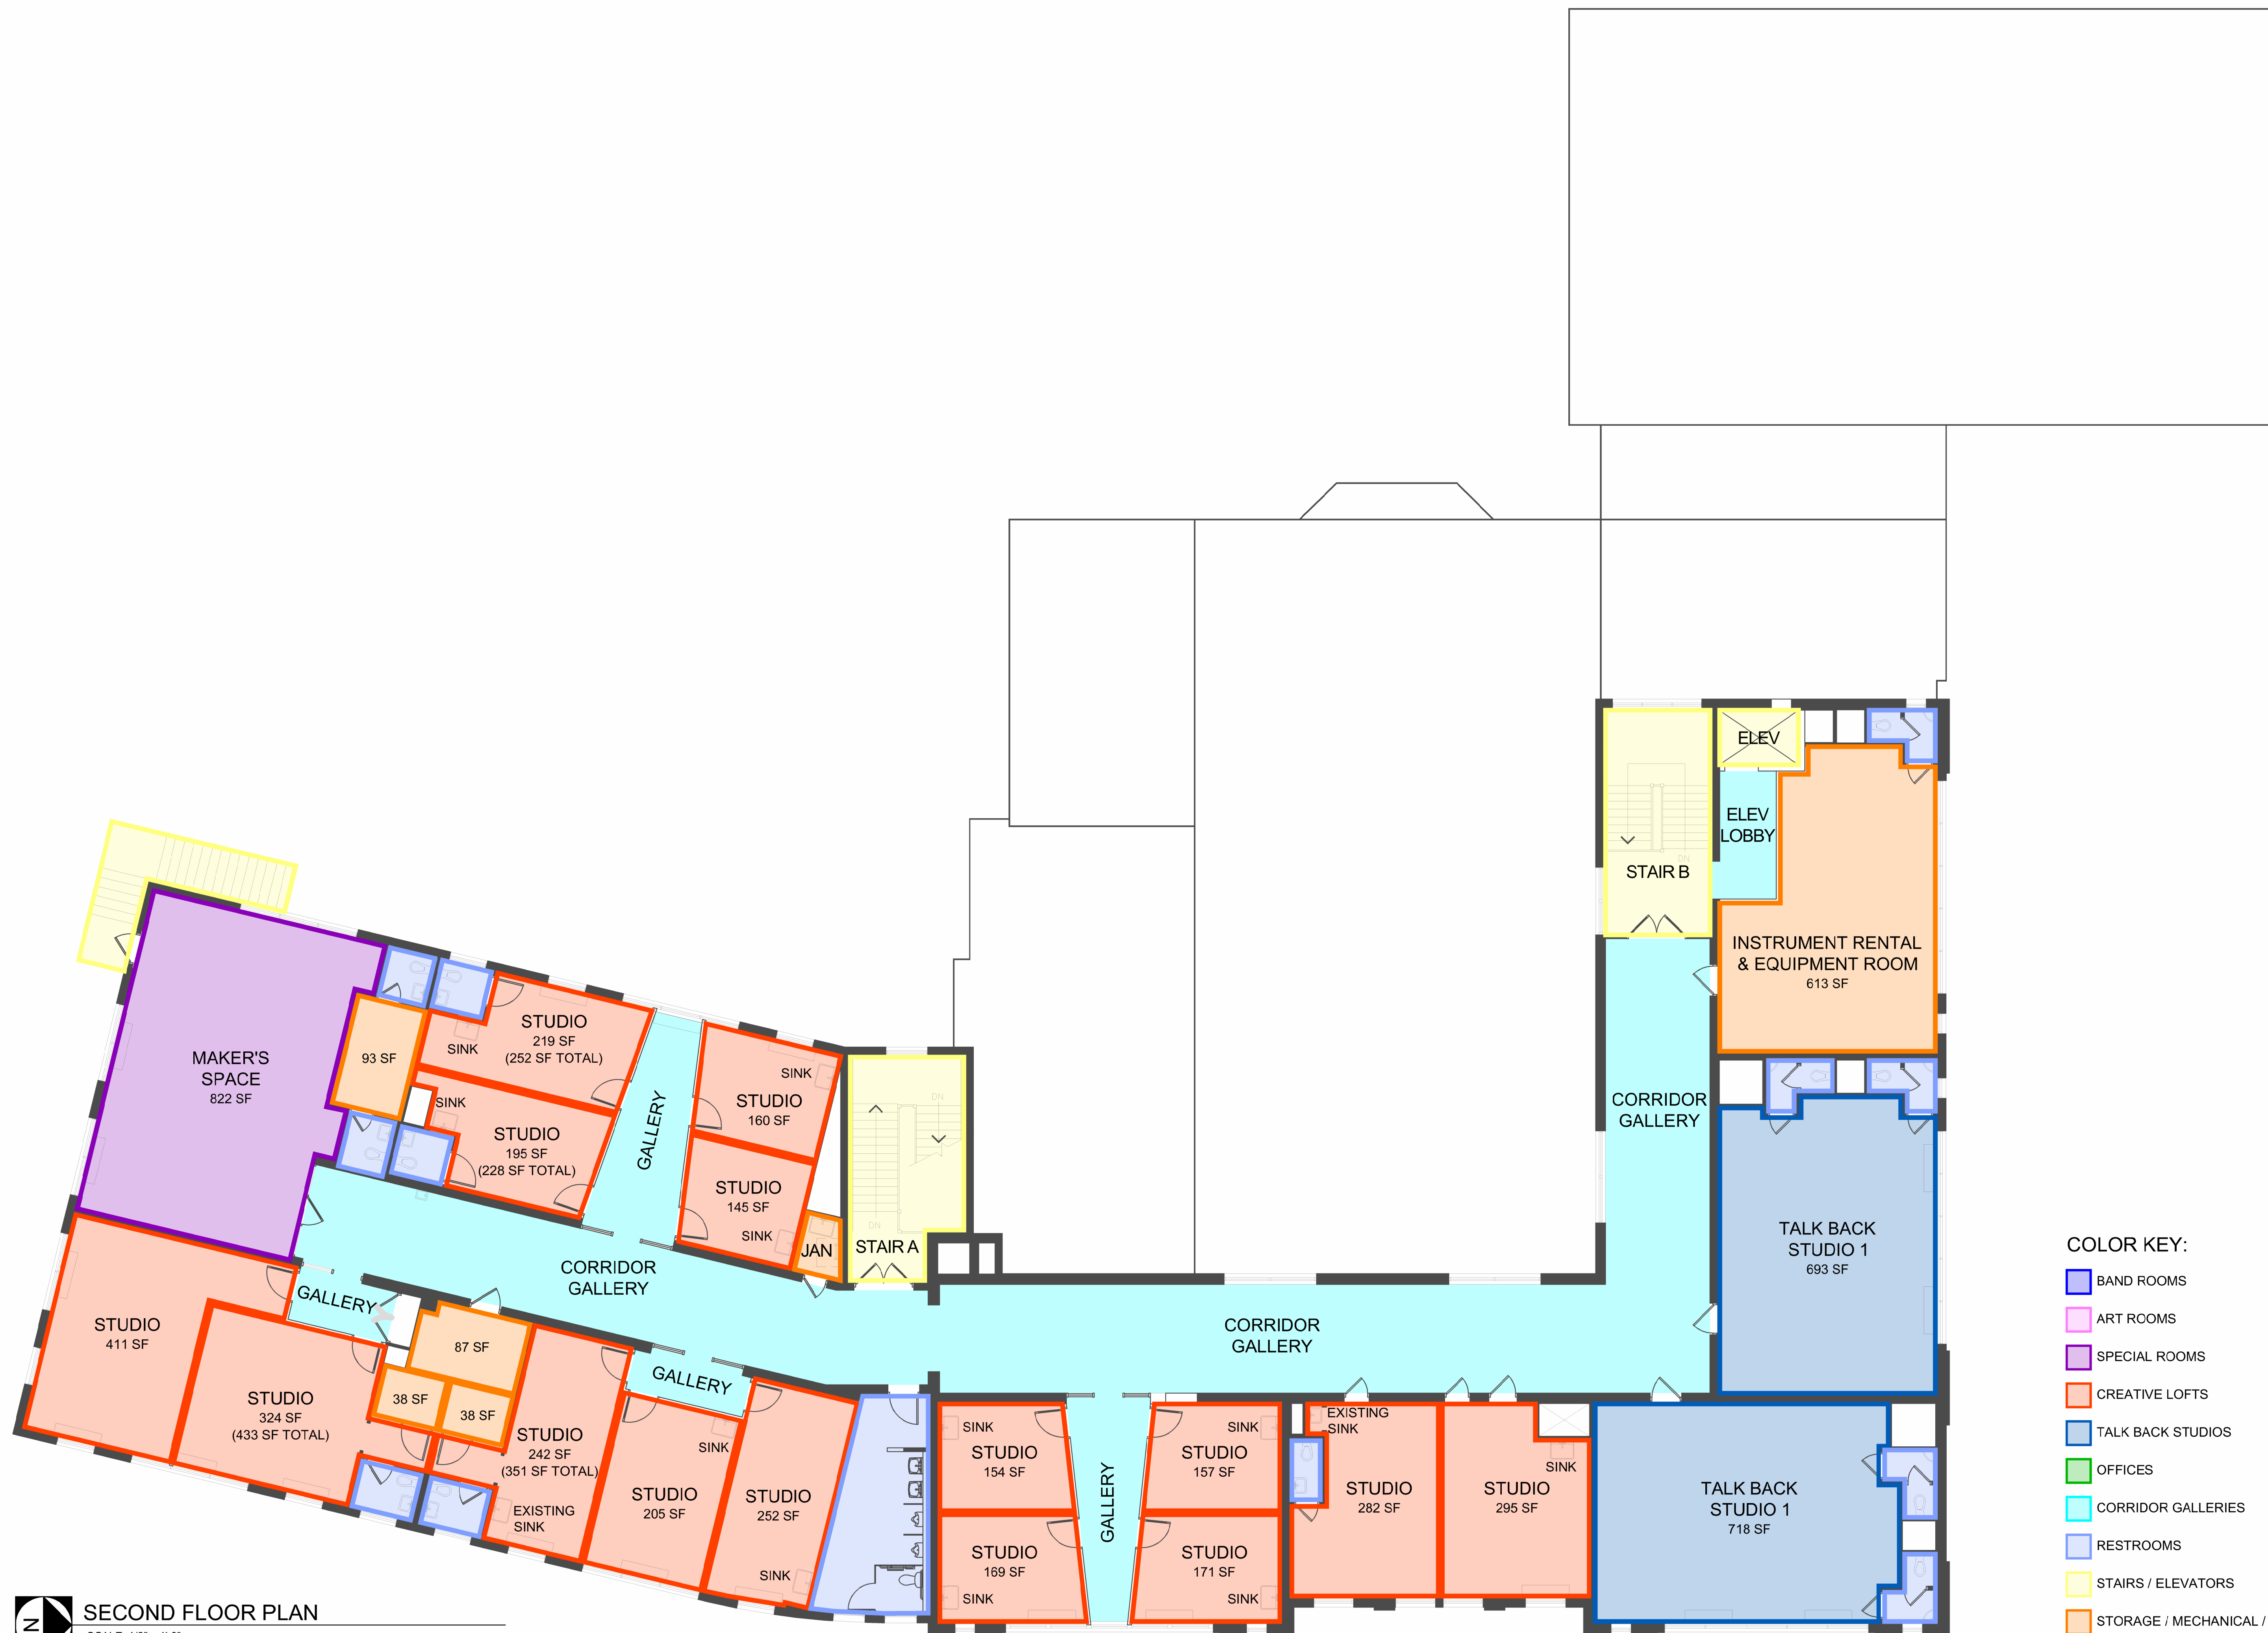 ELEV
ELEV
LOBBY
STAIR B
DN
INSTRUMENT RENTAL
& EQUIPMENT ROOM
613 SF
MAKER'S
SPACE
822 SF
93 SF
STUDIO
219 SF
(252 SF TOTAL)
SINK
SINK
STUDIO
195 SF
(228 SF TOTAL)
GALLERY
SINK
STUDIO
160 SF
STUDIO
145 SF
SINK
JAN
DN
DN
STAIR A
CORRIDOR
GALLERY
TALK BACK
STUDIO 1
693 SF
CORRIDOR
GALLERY
CORRIDOR
GALLERY
GALLERY
STUDIO
411 SF
STUDIO
324 SF
(433 SF TOTAL)
87 SF
38 SF
38 SF
STUDIO
242 SF
(351 SF TOTAL)
EXISTING
SINK
GALLERY
SINK
STUDIO
205 SF
STUDIO
252 SF
SINK
SINK
STUDIO
154 SF
STUDIO
169 SF
SINK
GALLERY
SINK
STUDIO
157 SF
STUDIO
171 SF
SINK
EXISTING
SINK
STUDIO
282 SF
STUDIO
295 SF
SINK
TALK BACK
STUDIO 1
718 SF
COLOR KEY:
BAND ROOMS
ART ROOMS
SPECIAL ROOMS
CREATIVE LOFTS
TALK BACK STUDIOS
OFFICES
CORRIDOR GALLERIES
RESTROOMS
STAIRS / ELEVATORS
STORAGE / MECHANICAL /
N
SECOND FLOOR PLAN